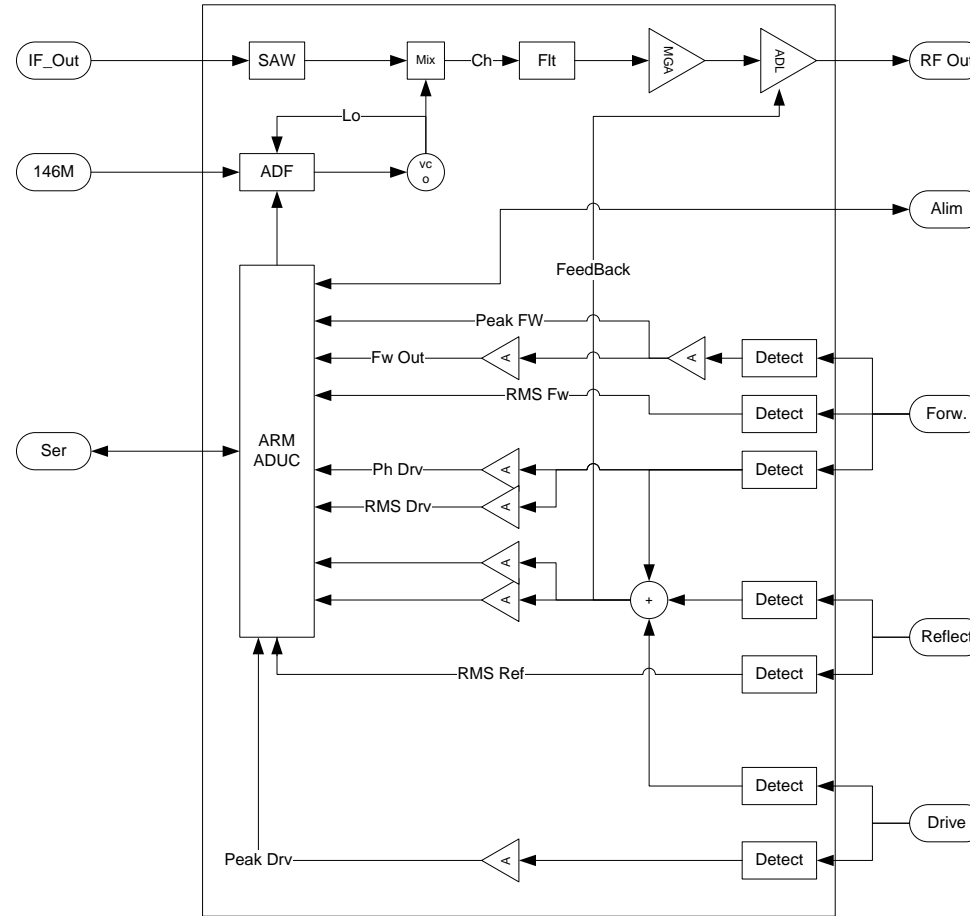 IF_Out
SAW
Mix
Ch
Flt
MGA
ADL
RF Out
Lo
146M
ADF
vc
o
Alim
FeedBack
Peak FW
Fw Out
A
A
Detect
RMS Fw
Detect
Forw.
Ser
ARM
ADUC
Ph Drv
A
Detect
RMS Drv
A
A
A
+
Detect
Reflect
RMS Ref
Detect
Detect
Drive
Peak Drv
A
Detect